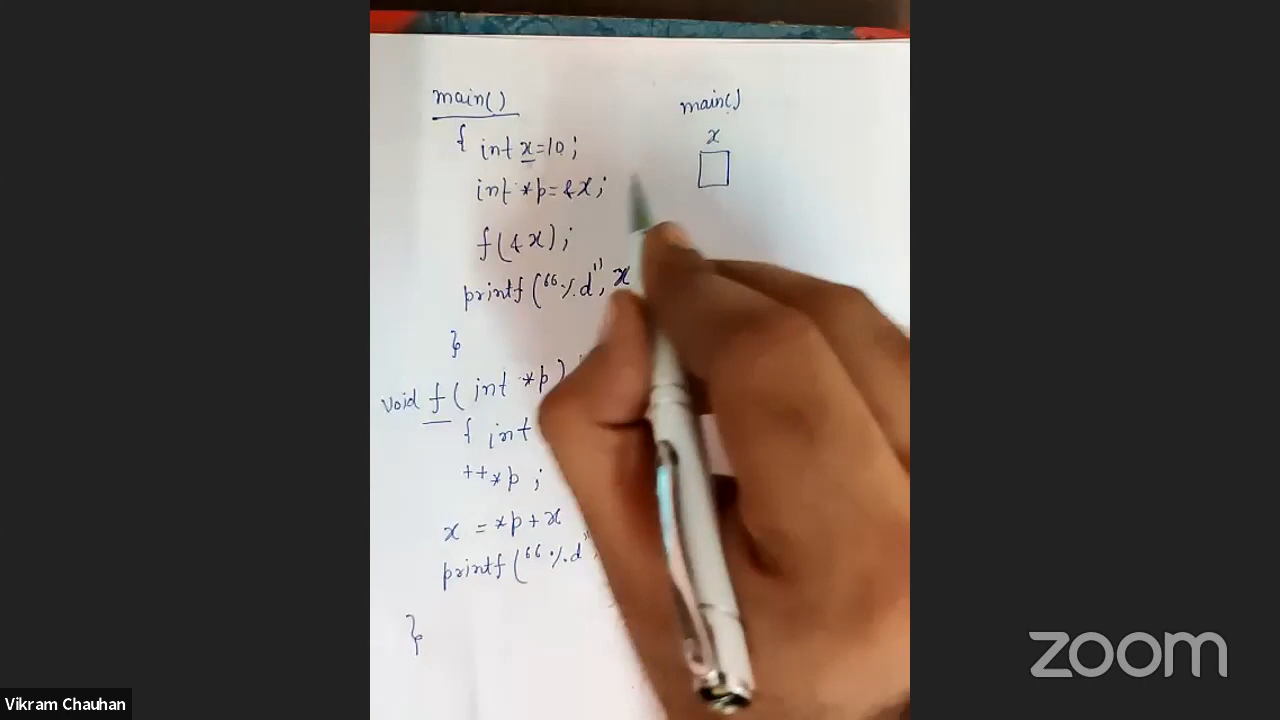 main()
{ int x=10;
int *p=&x;
f(&x);
printf("%d", x
}
void f( int *p)
{ int
++*p ;
x = *p+x
printf("%d"
}
main()
x
zoom
Vikram Chauhan